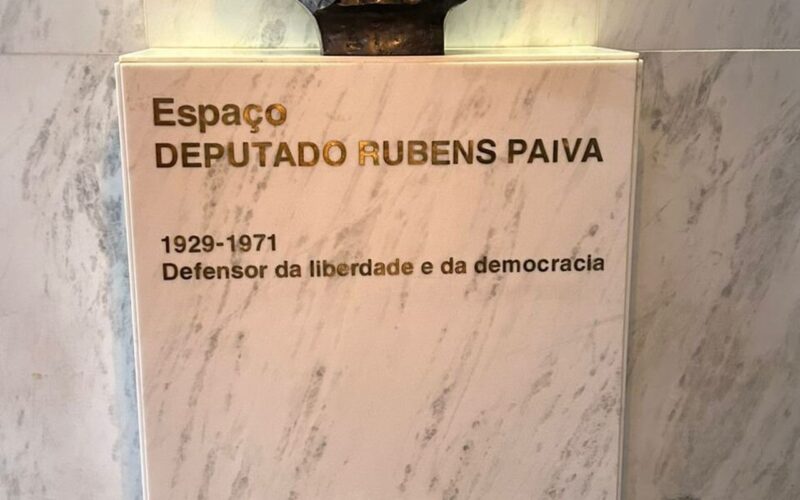 Espaço
DEPUTADO RUBENS PAIVA
1929-1971
Defensor da liberdade e da democracia